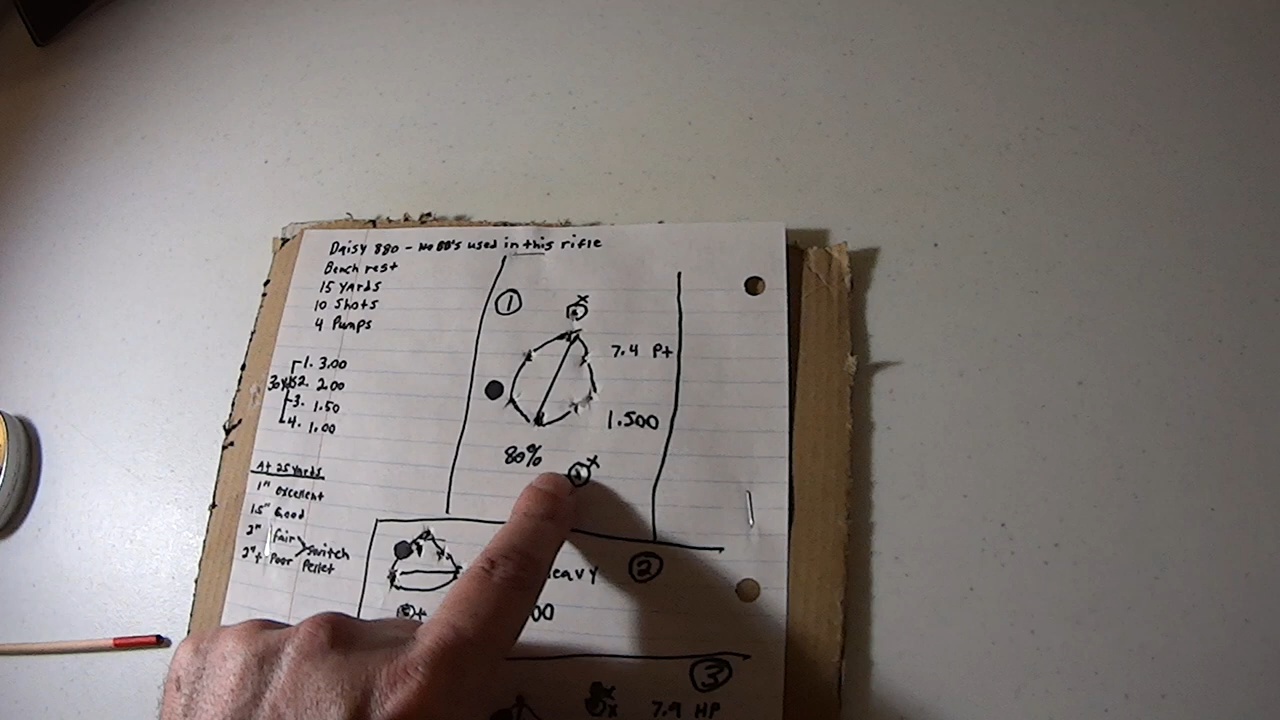 Daisy 880 - No BB's used in this rifle
Bench rest
15 YARDS
10 Shots
4 Pumps
1. 3.00
2. 2.00
3. 1.50
4. 1.00
At 25 YARDS
1" excellent
1.5" Good
2" fair
2"+ Poor
switch
Pellet
1
X
7.4 Pt
1.500
80%
X
2
00
3
X
X
7.9 HP